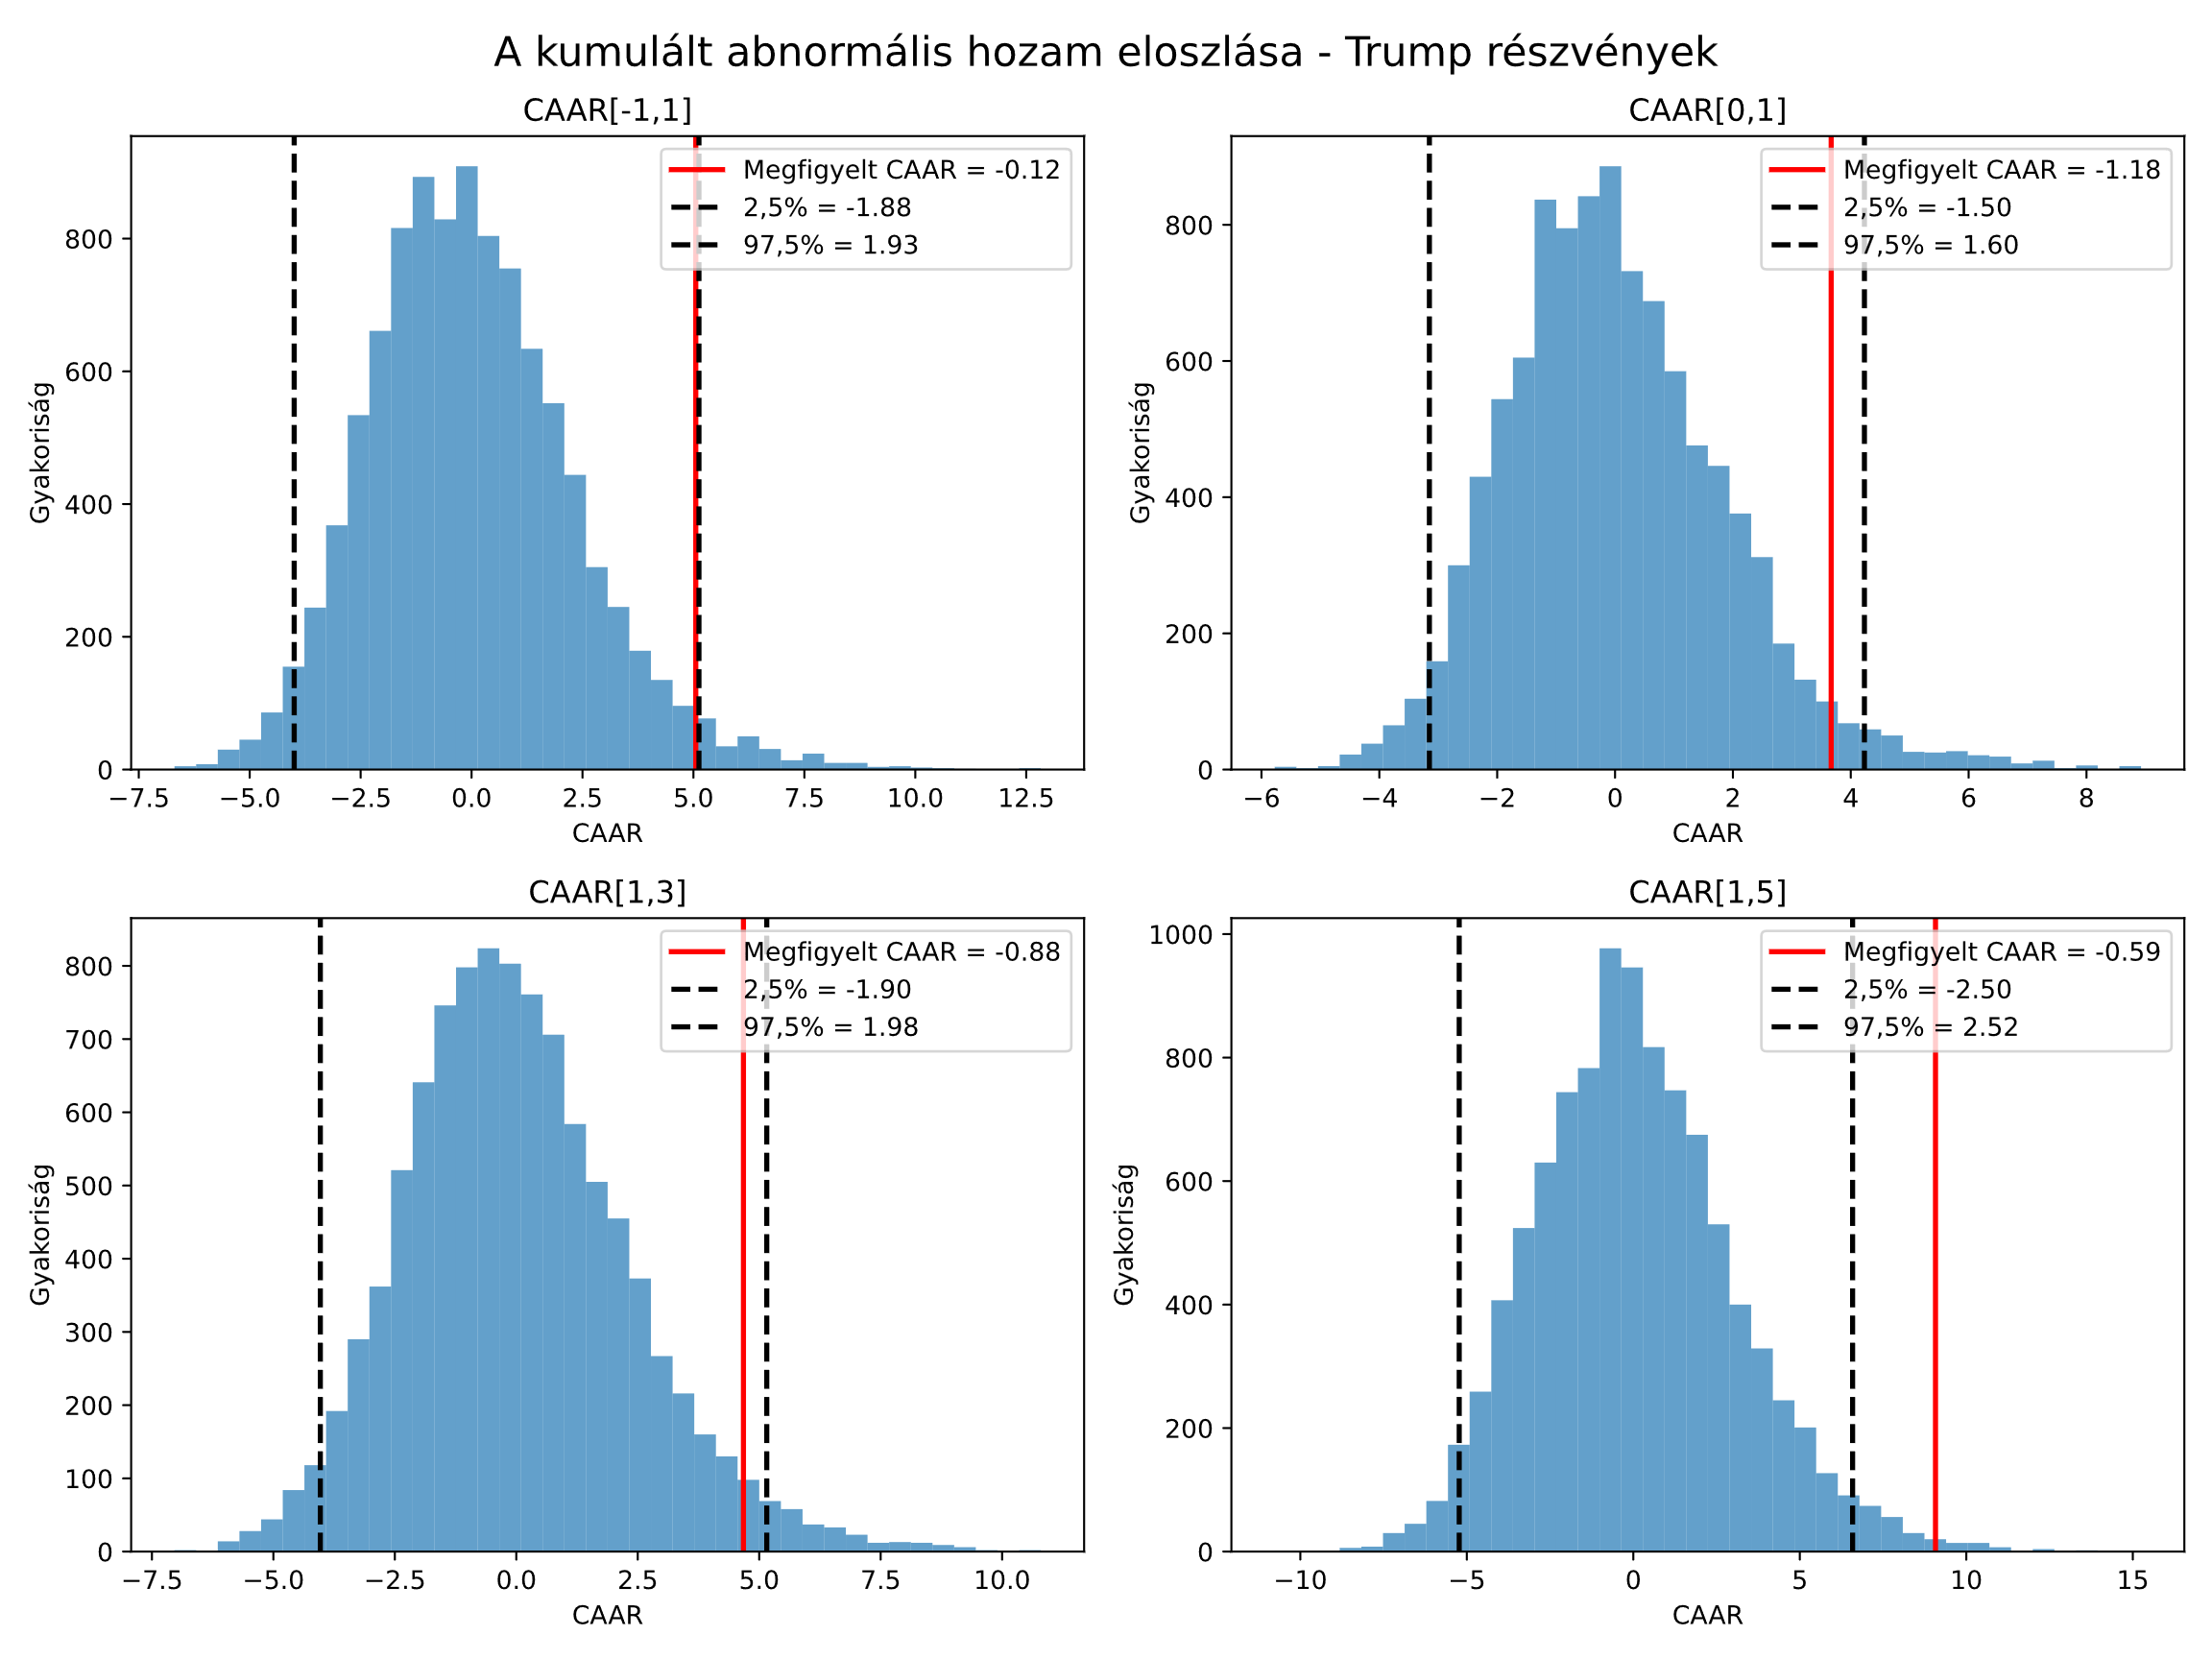 A kumulált abnormális hozam eloszlása - Trump részvények
CAAR[-1,1]
Megfigyelt CAAR = -0.12
2,5% = -1.88
97,5% = 1.93
Gyakoriság
800
600
400
200
0
−7.5 −5.0 −2.5 0.0 2.5 5.0 7.5 10.0 12.5
CAAR
CAAR[0,1]
Megfigyelt CAAR = -1.18
2,5% = -1.50
97,5% = 1.60
Gyakoriság
800
600
400
200
0
−6 −4 −2 0 2 4 6 8
CAAR
CAAR[1,3]
Megfigyelt CAAR = -0.88
2,5% = -1.90
97,5% = 1.98
Gyakoriság
800
700
600
500
400
300
200
100
0
−7.5 −5.0 −2.5 0.0 2.5 5.0 7.5 10.0
CAAR
CAAR[1,5]
Megfigyelt CAAR = -0.59
2,5% = -2.50
97,5% = 2.52
Gyakoriság
1000
800
600
400
200
0
−10 −5 0 5 10 15
CAAR